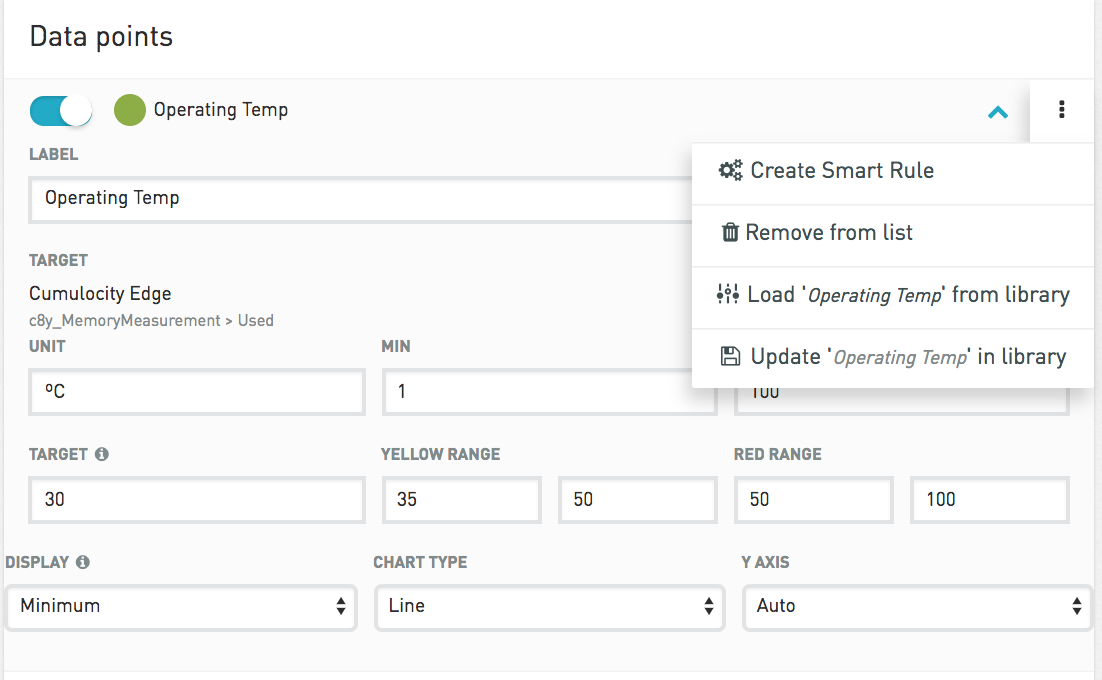 Data points
Operating Temp
LABEL
Operating Temp
Create Smart Rule
Remove from list
Load 'Operating Temp' from library
Update 'Operating Temp' in library
TARGET
Cumulocity Edge
c8y_MemoryMeasurement > Used
UNIT MIN
ºC 1 100
TARGET YELLOW RANGE RED RANGE
30 35 50 50 100
DISPLAY CHART TYPE Y AXIS
Minimum Line Auto